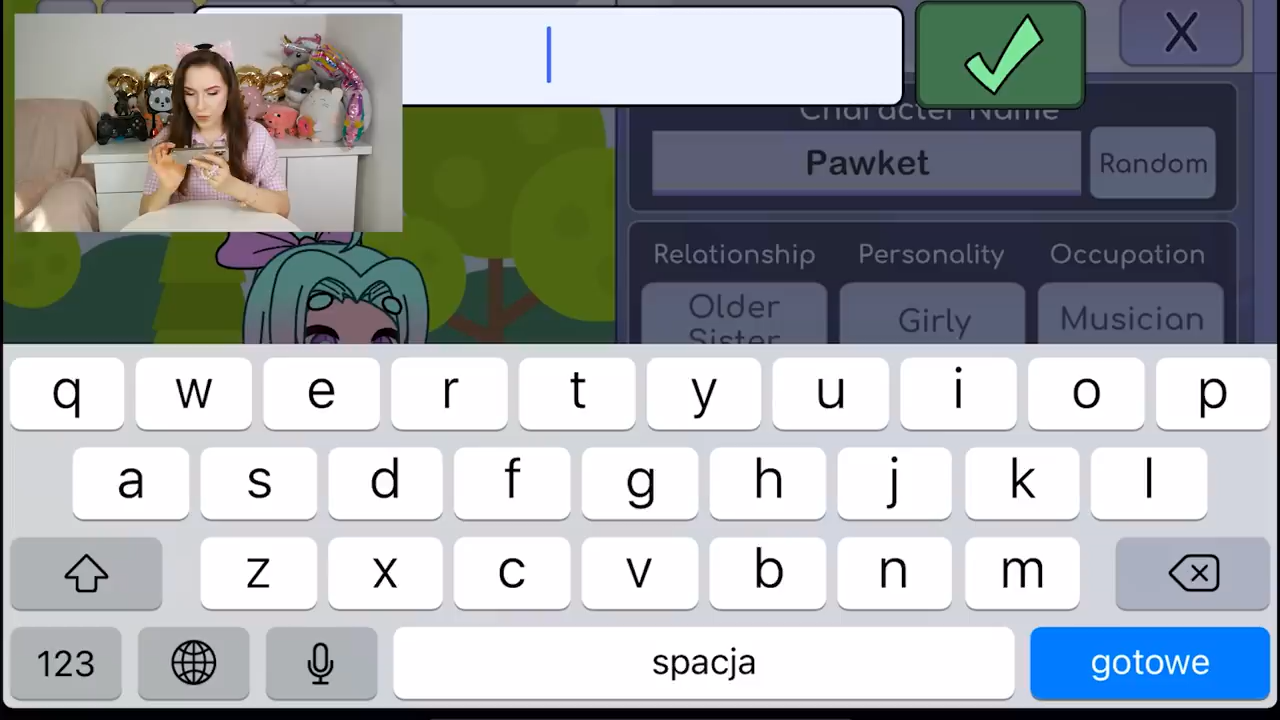 X
Character Name
Pawket
Random
Relationship
Personality
Occupation
Older
Sister
Girly
Musician
q w e r t y u i o p
a s d f g h j k l
z x c v b n m
123
spacja
gotowe